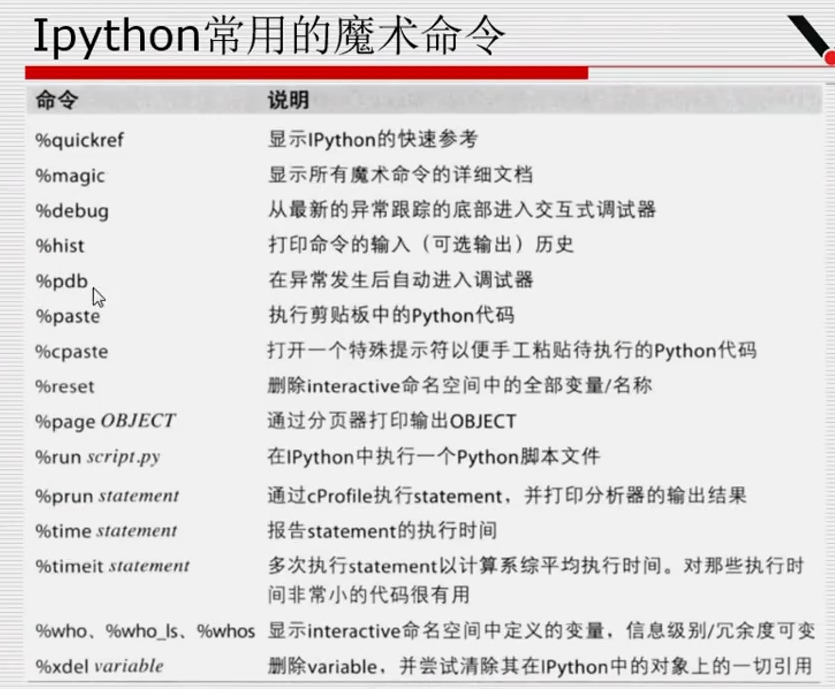 Ipython常用的魔术命令
命令 说明
%quickref 显示IPython的快速参考
%magic 显示所有魔术命令的详细文档
%debug 从最新的异常跟踪的底部进入交互式调试器
%hist 打印命令的输入（可选输出）历史
%pdb 在异常发生后自动进入调试器
%paste 执行剪贴板中的Python代码
%cpaste 打开一个特殊提示符以便手工粘贴待执行的Python代码
%reset 删除interactive命名空间中的全部变量/名称
%page OBJECT 通过分页器打印输出OBJECT
%run script.py 在IPython中执行一个Python脚本文件
%prun statement 通过cProfile执行statement，并打印分析器的输出结果
%time statement 报告statement的执行时间
%timeit statement 多次执行statement以计算系综平均执行时间。对那些执行时
间非常小的代码很有用
%who、%who_ls、%whos 显示interactive命名空间中定义的变量，信息级别/冗余度可变
%xdel variable 删除variable，并尝试清除其在IPython中的对象上的一切引用